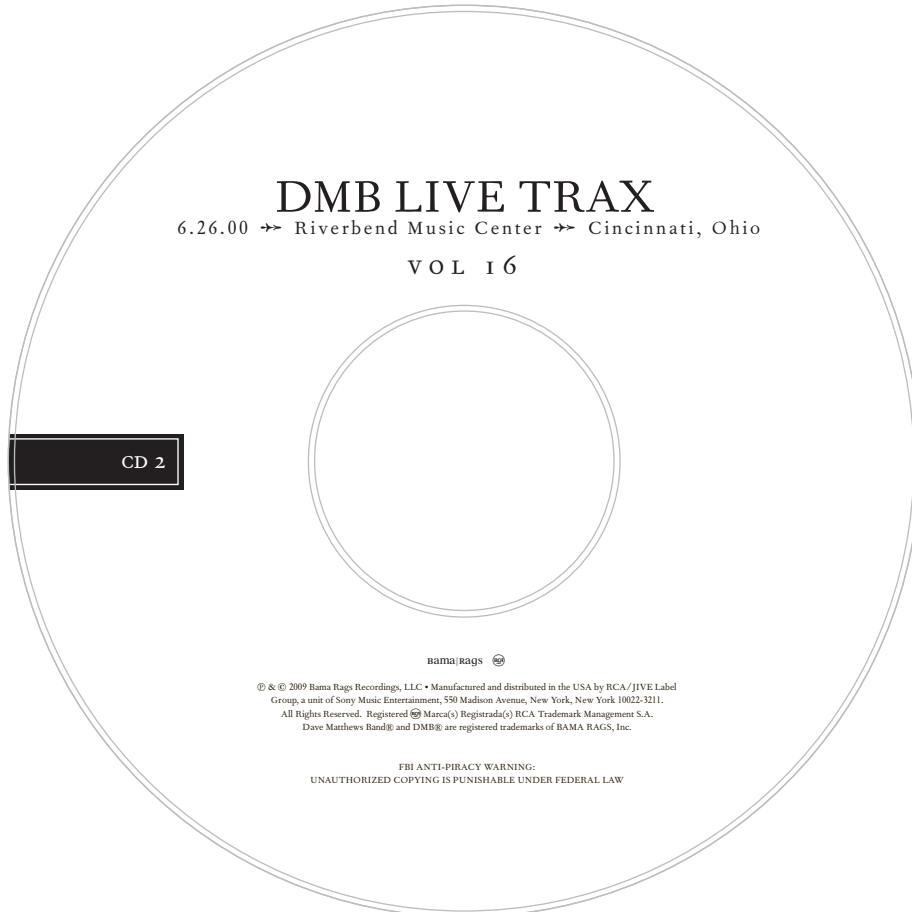 DMB LIVE TRAX
6.26.00 ➳ Riverbend Music Center ➳ Cincinnati, Ohio
VOL 16
CD 2
Bama|Rags RCA
℗ & © 2009 Bama Rags Recordings, LLC • Manufactured and distributed in the USA by RCA/JIVE Label
Group, a unit of Sony Music Entertainment, 550 Madison Avenue, New York, New York 10022-3211.
All Rights Reserved. Registered RCA Marca(s) Registrada(s) RCA Trademark Management S.A.
Dave Matthews Band® and DMB® are registered trademarks of BAMA RAGS, Inc.
FBI ANTI-PIRACY WARNING:
UNAUTHORIZED COPYING IS PUNISHABLE UNDER FEDERAL LAW